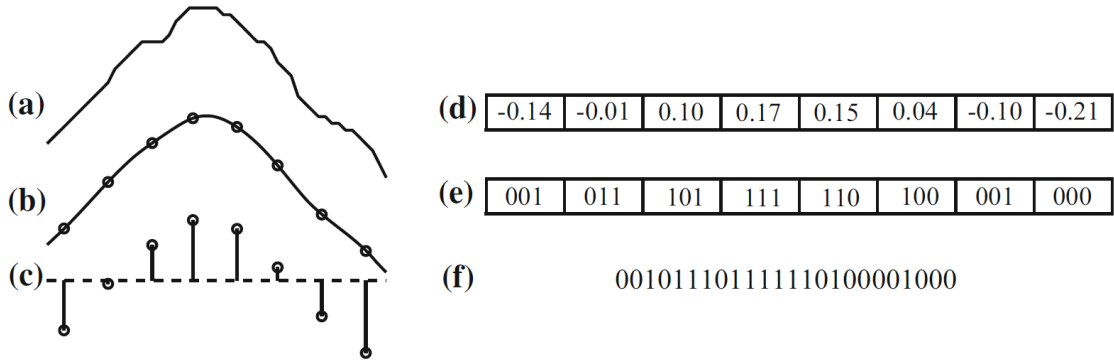 (a)
(b)
(c)
(d) -0.14 -0.01 0.10 0.17 0.15 0.04 -0.10 -0.21
(e) 001 011 101 111 110 100 001 000
(f) 001011101111110100001000